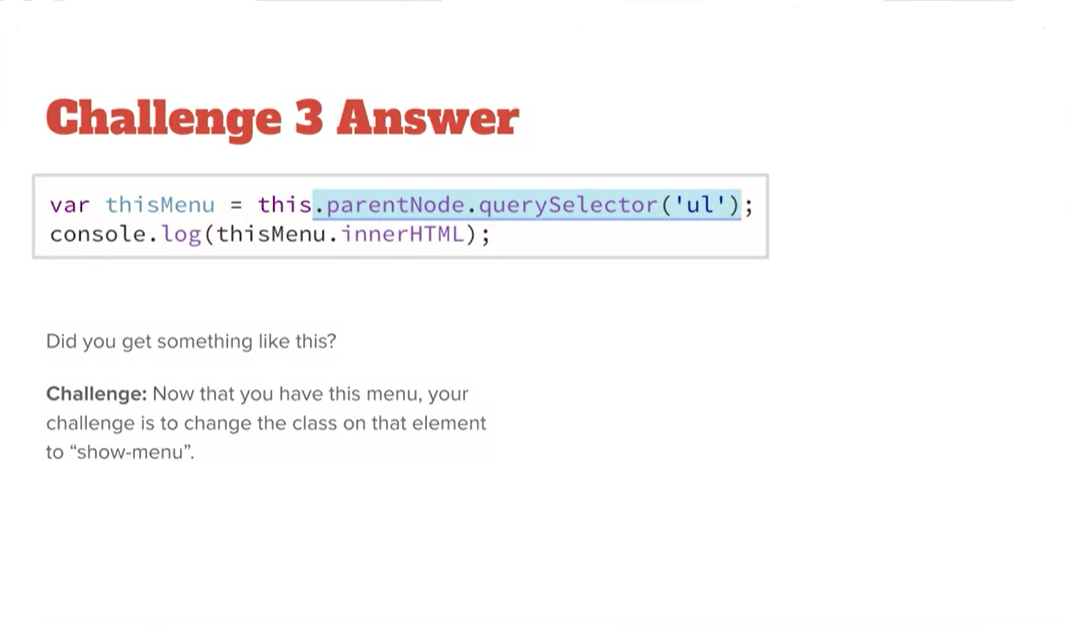 Challenge 3 Answer
var thisMenu = this.parentNode.querySelector('ul');
console.log(thisMenu.innerHTML);
Did you get something like this?
Challenge: Now that you have this menu, your
challenge is to change the class on that element
to “show-menu”.